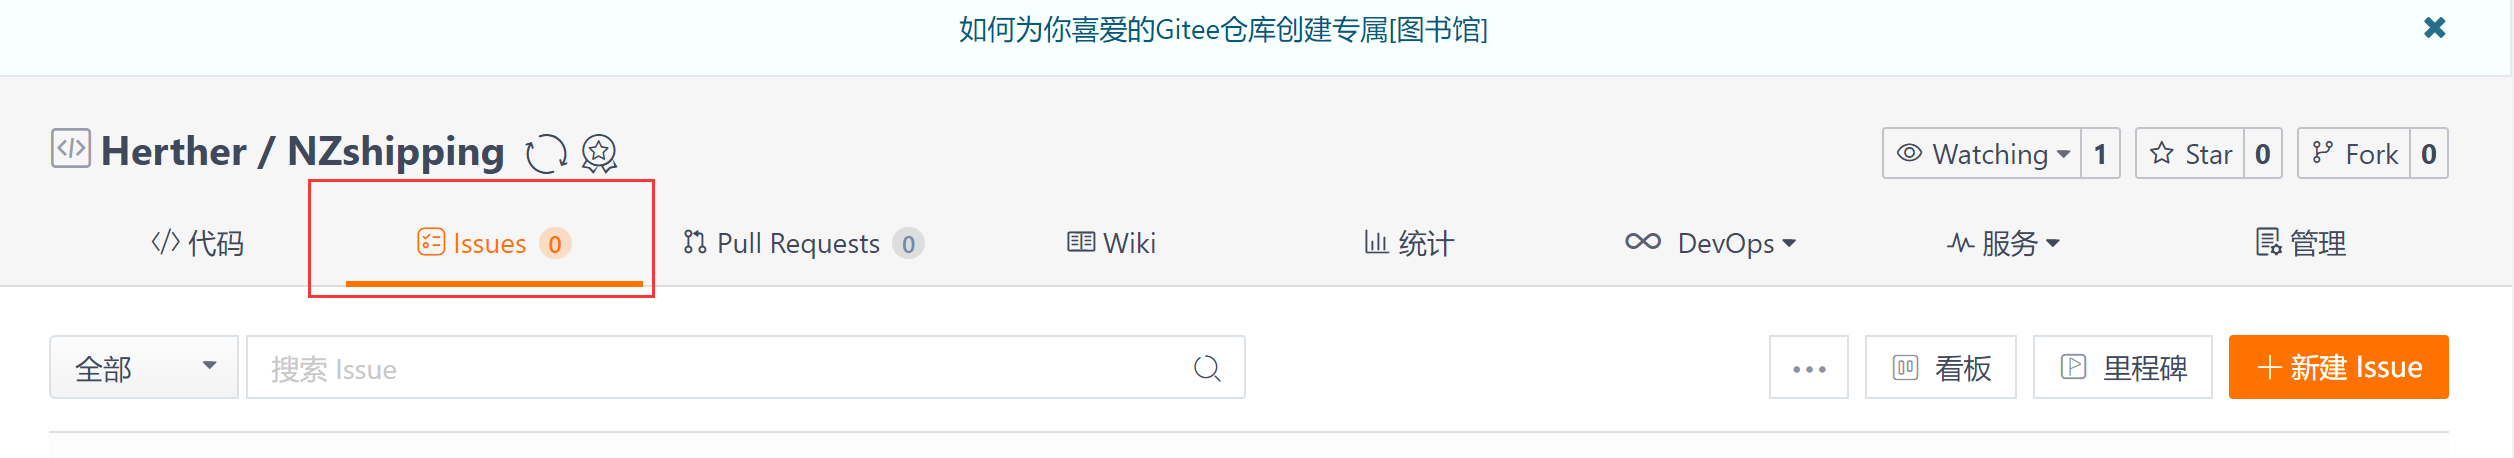 如何为你喜爱的Gitee仓库创建专属[图书馆]
Herther / NZshipping
Watching 1 Star 0 Fork 0
代码 Issues 0 Pull Requests 0 Wiki 统计 DevOps 服务 管理
全部 搜索 Issue ... 看板 里程碑 + 新建 Issue